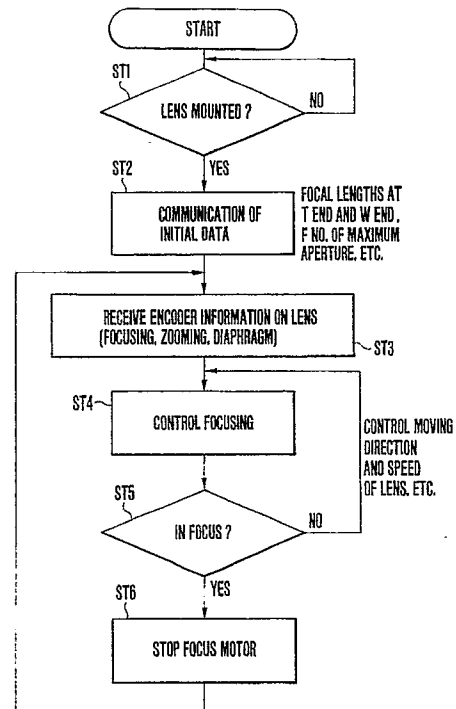 START
ST1
LENS MOUNTED ?
NO
YES
ST2
COMMUNICATION OF
INITIAL DATA
FOCAL LENGTHS AT
T END AND W END,
F NO. OF MAXIMUM
APERTURE, ETC.
RECEIVE ENCODER INFORMATION ON LENS
(FOCUSING, ZOOMING, DIAPHRAGM)
ST3
ST4
CONTROL FOCUSING
CONTROL MOVING
DIRECTION
AND SPEED
OF LENS, ETC.
ST5
IN FOCUS ?
NO
YES
ST6
STOP FOCUS MOTOR